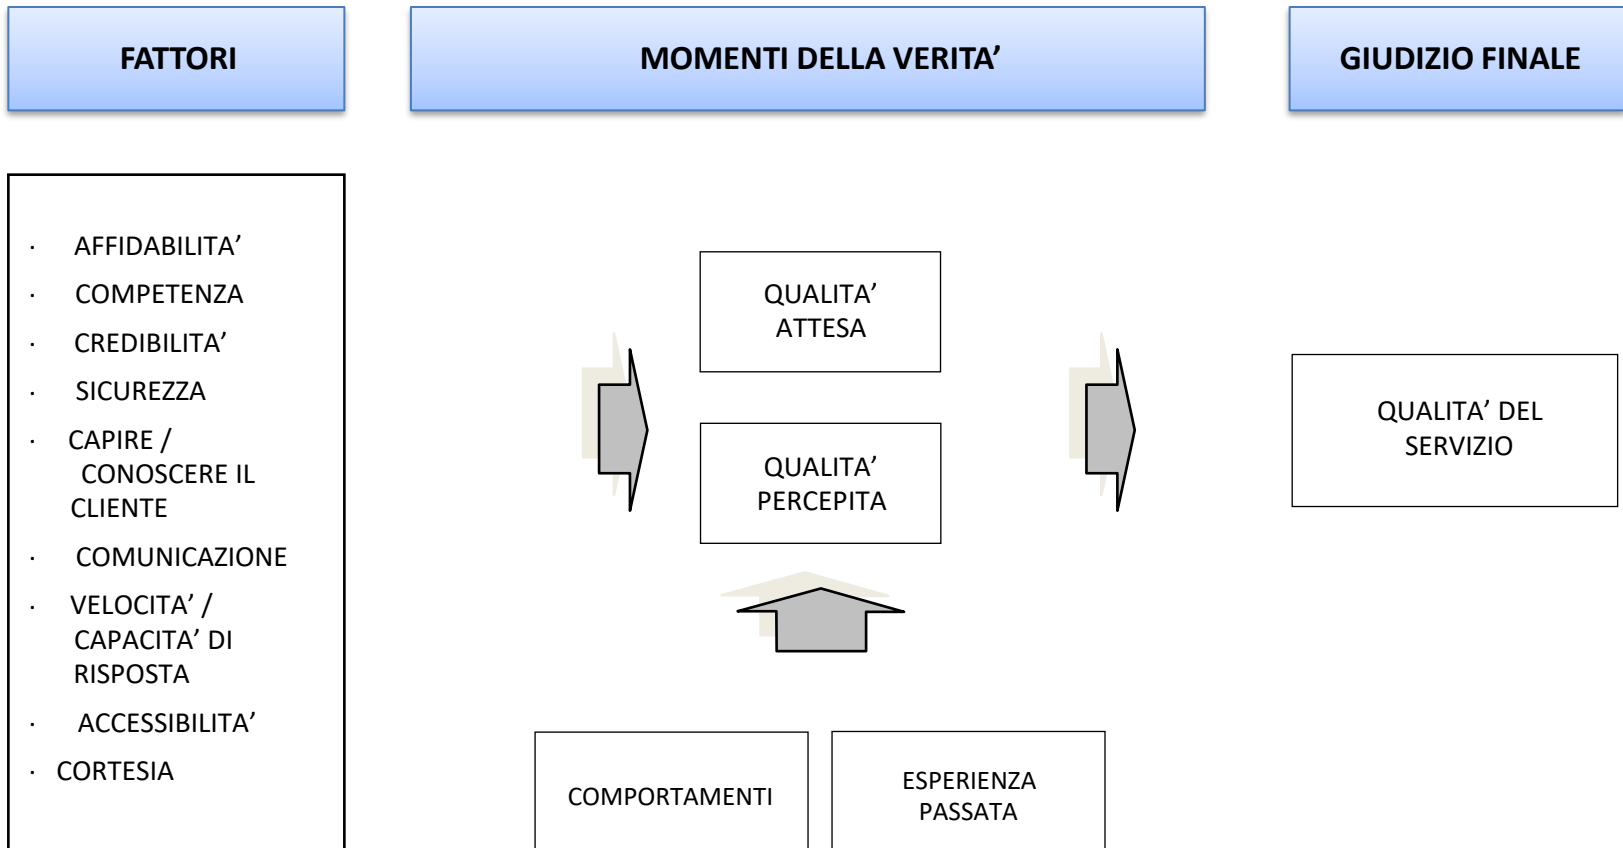 FATTORI
MOMENTI DELLA VERITA’
GIUDIZIO FINALE
· AFFIDABILITA’
· COMPETENZA
· CREDIBILITA’
· SICUREZZA
· CAPIRE /
CONOSCERE IL
CLIENTE
· COMUNICAZIONE
· VELOCITA’ /
CAPACITA’ DI
RISPOSTA
· ACCESSIBILITA’
· CORTESIA
QUALITA’
ATTESA
QUALITA’
PERCEPITA
COMPORTAMENTI
ESPERIENZA
PASSATA
QUALITA’ DEL
SERVIZIO